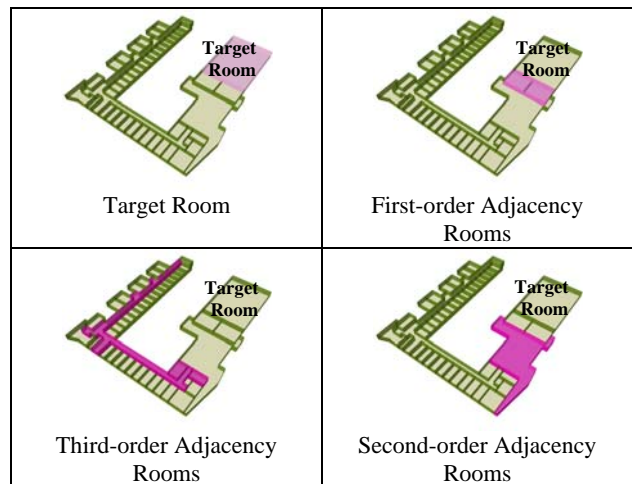 Target
Room
Target Room
Target
Room
First-order Adjacency
Rooms
Target
Room
Third-order Adjacency
Rooms
Target
Room
Second-order Adjacency
Rooms